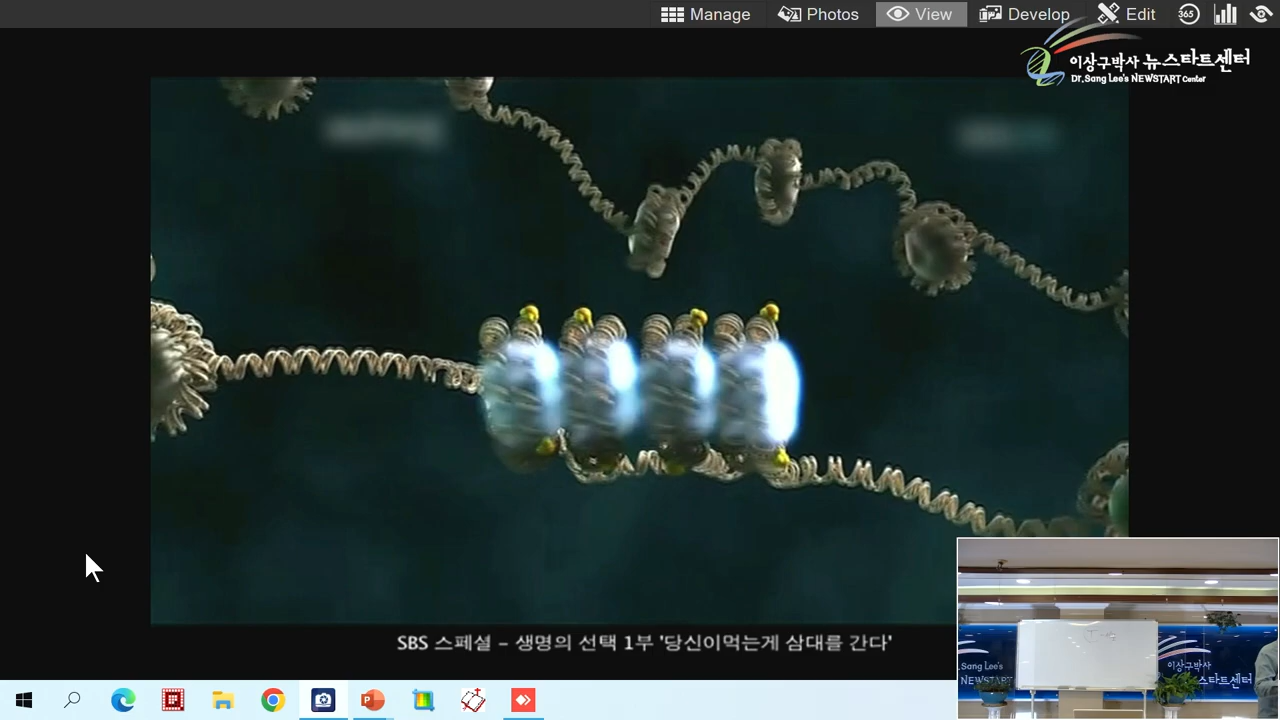 Manage Photos View Develop Edit 365
이상구박사 뉴스타트센터
Dr.Sang Lee's NEWSTART Center
SBS 스페셜 – 생명의 선택 1부 '당신이먹는게 삼대를 간다'
.Sang Lee's
NEWSTART
이상구박사
스타트센터